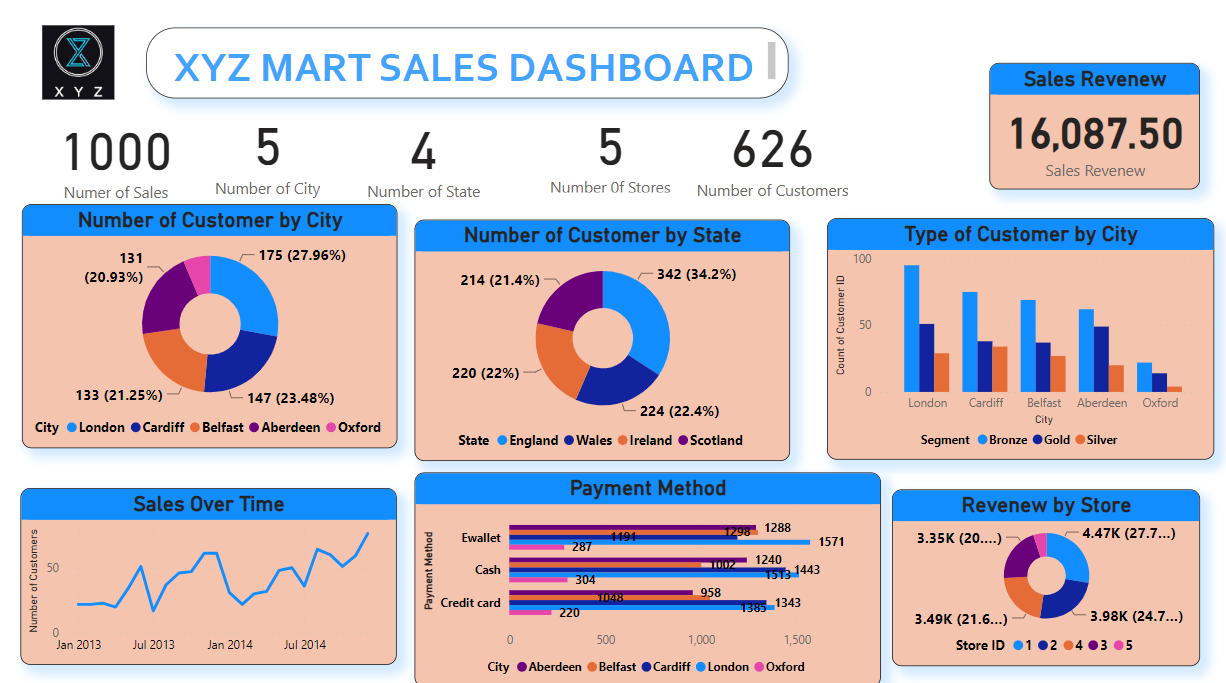 X Y Z
XYZ MART SALES DASHBOARD
Sales Revenew
16,087.50
Sales Revenew
1000
Numer of Sales
5
Number of City
4
Number of State
5
Number 0f Stores
626
Number of Customers
Number of Customer by City
131
(20.93%)
175 (27.96%)
133 (21.25%)
147 (23.48%)
City London Cardiff Belfast Aberdeen Oxford
Number of Customer by State
214 (21.4%)
342 (34.2%)
220 (22%)
224 (22.4%)
State England Wales Ireland Scotland
Type of Customer by City
Count of Customer ID
100
50
0
London Cardiff Belfast Aberdeen Oxford
City
Segment Bronze Gold Silver
Sales Over Time
Number of Customers
50
0
Jan 2013 Jul 2013 Jan 2014 Jul 2014
Payment Method
Payment Method
Ewallet
1288
1298
1191
1571
287
Cash
1240
1002
1443
1513
304
Credit card
958
1048
1343
1385
220
0 500 1,000 1,500
City Aberdeen Belfast Cardiff London Oxford
Revenew by Store
3.35K (20....)
4.47K (27.7...)
3.49K (21.6...)
3.98K (24.7...)
Store ID 1 2 4 3 5